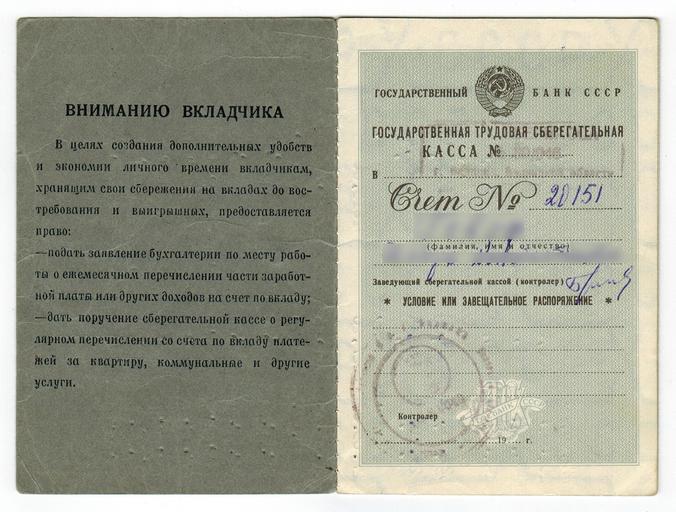 ВНИМАНИЮ ВКЛАДЧИКА
В целях создания дополнительных удобств
и экономии личного времени вкладчикам,
хранящим свои сбережения на вкладах до вос-
требования и выигрышных, предоставляется
право:
—подать заявление бухгалтерии по месту рабо-
ты о ежемесячном перечислении части заработ-
ной платы или других доходов на счет по вкладу;
—дать поручение сберегательной кассе о регу-
лярном перечислении со счета по вкладу плате-
жей за квартиру, коммунальные и другие
услуги.
ГОСУДАРСТВЕННЫЙ БАНК СССР
ГОСУДАРСТВЕННАЯ ТРУДОВАЯ СБЕРЕГАТЕЛЬНАЯ
КАССА №
В
области
Счет № 20151
(фамилия, имя и отчество)
Заведующий сберегательной кассой (контролер)
* УСЛОВИЕ ИЛИ ЗАВЕЩАТЕЛЬНОЕ РАСПОРЯЖЕНИЕ *
Контролер
19 г.